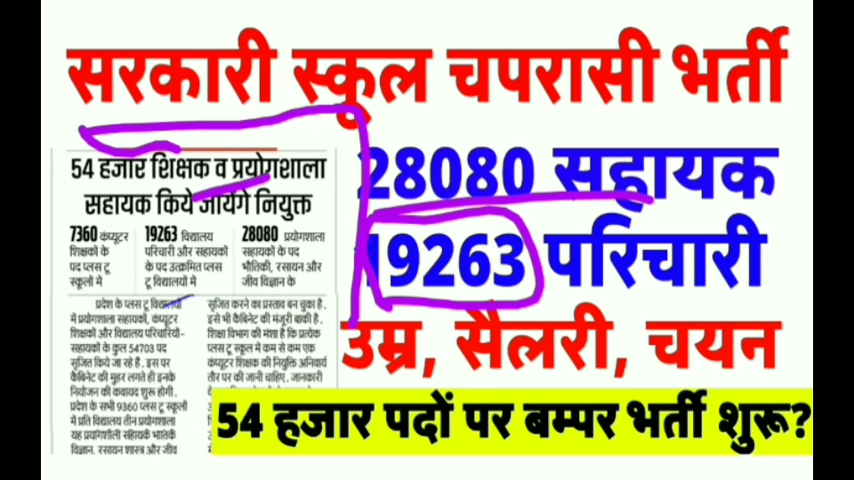 सरकारी स्कूल चपरासी भर्ती
54 हजार शिक्षक व प्रयोगशाला
सहायक किये जायेंगे नियुक्त
7360 कंप्यूटर
शिक्षकों के
पद प्लस टू
स्कूलों में
19263 विद्यालय
परिचारी और सहायकों
के पद उत्क्रमित प्लस
टू विद्यालयों में
28080 प्रयोगशाला
सहायकों के पद
भौतिकी, रसायन और
जीव विज्ञान के
प्रदेश के प्लस टू विद्यालयों
में प्रयोगशाला सहायकों, कंप्यूटर
शिक्षकों और विद्यालय परिचारियों-
सहायकों के कुल 54703 पद
सृजित किये जा रहे हैं. इस पर
कैबिनेट की मुहर लगते ही इनके
नियोजन की कवायद शुरू होगी.
प्रदेश के सभी 9360 प्लस टू स्कूलों
में प्रति विद्यालय तीन प्रयोगशाला
यह प्रयोगशाला सहायक भौतिक
विज्ञान, रसायन शास्त्र और जीव
सृजित करने का प्रस्ताव बन चुका है.
इसे भी कैबिनेट की मंजूरी बाकी है.
शिक्षा विभाग की मंशा है कि प्रत्येक
प्लस टू स्कूल में कम से कम एक
कंप्यूटर शिक्षक की नियुक्ति अनिवार्य
तौर पर की जानी चाहिए. जानकारी
28080 सहायक
19263 परिचारी
उम्र, सैलरी, चयन
54 हजार पदों पर बम्पर भर्ती शुरू?